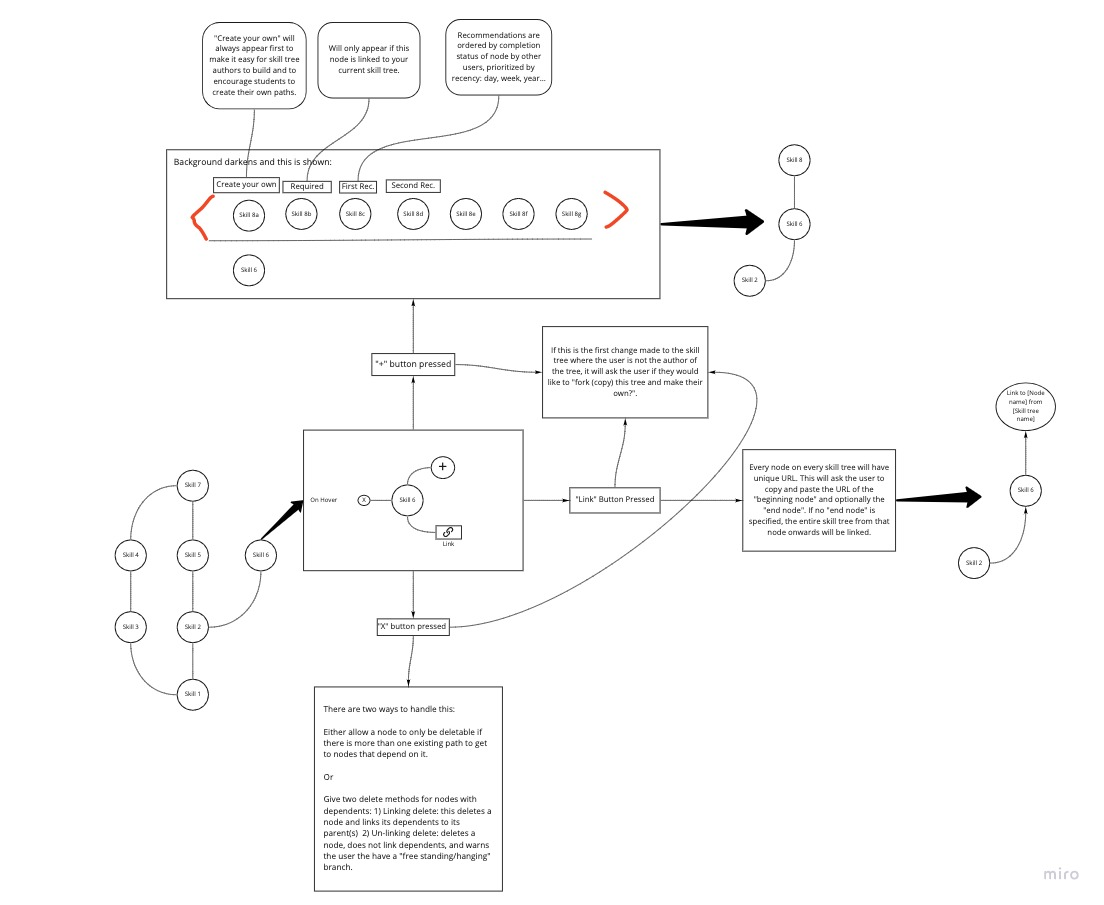 "Create your own" will
always appear first to
make it easy for skill tree
authors to build and to
encourage students to
create their own paths.
Will only appear if this
node is linked to your
current skill tree.
Recommendations are
ordered by completion
status of node by other
users, prioritized by
recency: day, week, year...
Background darkens and this is shown:
Create your own
Required
First Rec.
Second Rec.
Skill 8a
Skill 8b
Skill 8c
Skill 8d
Skill 8e
Skill 8f
Skill 8g
Skill 6
Skill 8
Skill 6
Skill 2
"+" button pressed
If this is the first change made to the skill
tree where the user is not the author of
the tree, it will ask the user if they would
like to "fork (copy) this tree and make their
own?".
Link to [Node
name] from
[Skill tree
name]
Skill 6
Skill 2
On Hover
+
X
Skill 6
Link
"Link" Button Pressed
Every node on every skill tree will have
unique URL. This will ask the user to
copy and paste the URL of the
"beginning node" and optionally the
"end node". If no "end node" is
specified, the entire skill tree from that
node onwards will be linked.
Skill 7
Skill 4
Skill 5
Skill 6
Skill 3
Skill 2
Skill 1
"X" button pressed
There are two ways to handle this:
Either allow a node to only be deletable if
there is more than one existing path to get
to nodes that depend on it.
Or
Give two delete methods for nodes with
dependents: 1) Linking delete: this deletes a
node and links its dependents to its
parent(s) 2) Un-linking delete: deletes a
node, does not link dependents, and warns
the user the have a "free standing/hanging"
branch.
miro